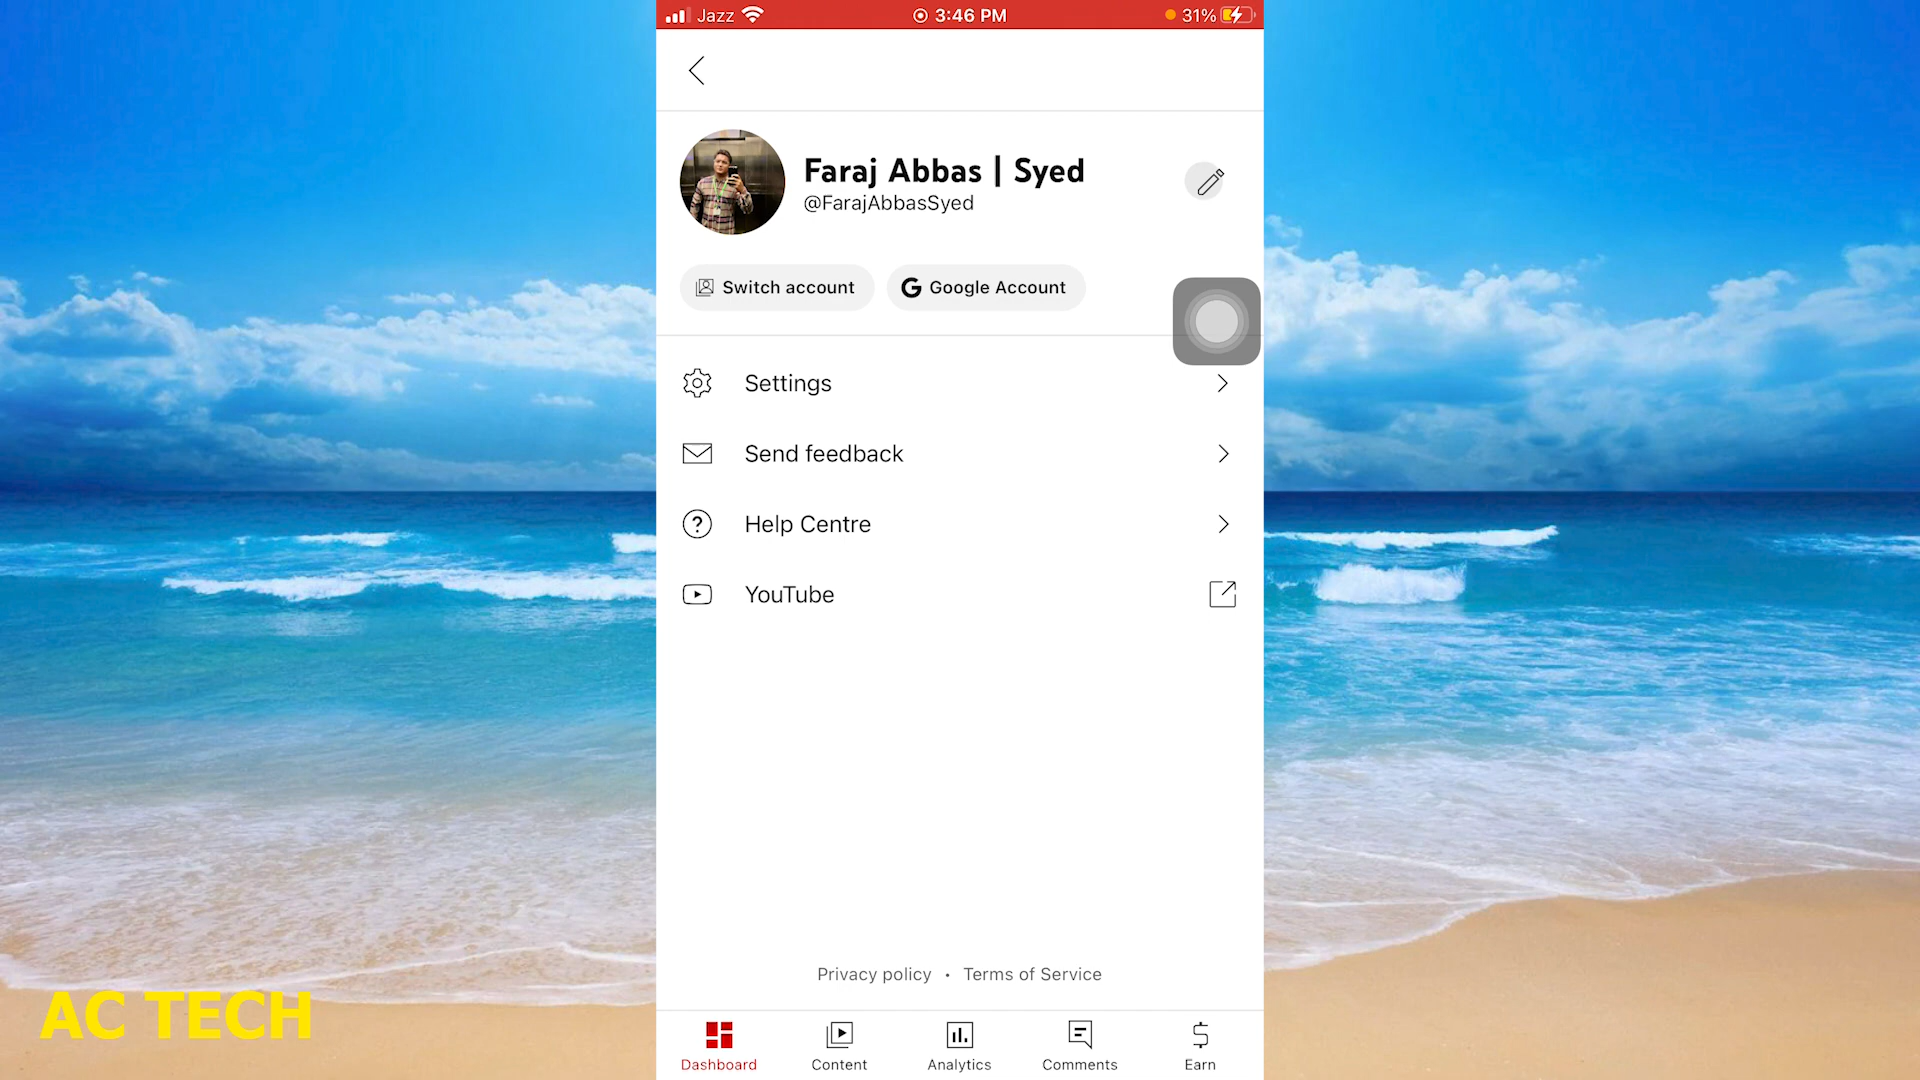 Jazz 3:46 PM 31%
Faraj Abbas | Syed
@FarajAbbasSyed
Switch account Google Account
Settings
Send feedback
Help Centre
YouTube
Privacy policy • Terms of Service
AC TECH
Dashboard Content Analytics Comments Earn